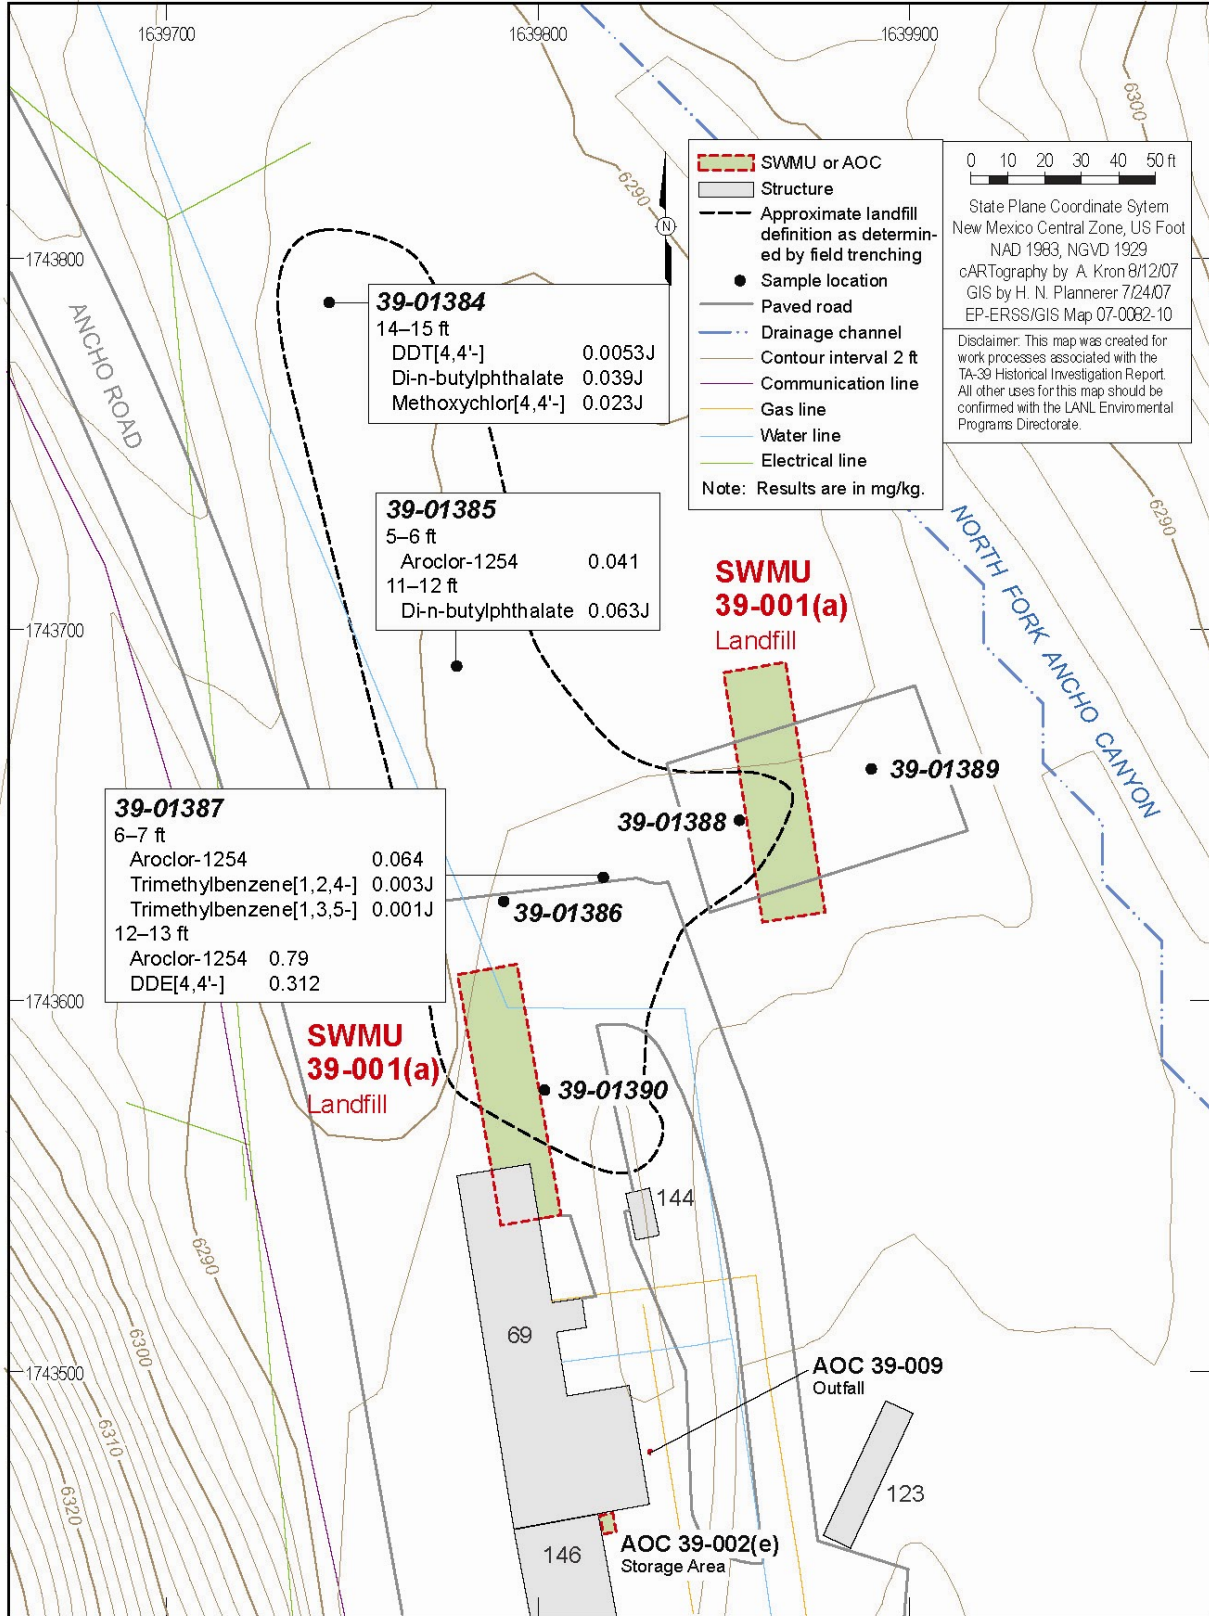 1639700
1639800
1639900
6300
6290
SWMU or AOC
Structure
Approximate landfill
definition as determin-
ed by field trenching
Sample location
Paved road
Drainage channel
Contour interval 2 ft
Communication line
Gas line
Water line
Electrical line
Note: Results are in mg/kg.
0 10 20 30 40 50 ft
State Plane Coordinate Sytem
New Mexico Central Zone, US Foot
NAD 1983, NGVD 1929
cARTography by A. Kron 8/12/07
GIS by H. N. Plannerer 7/24/07
EP-ERSS/GIS Map 07-0082-10
Disclaimer: This map was created for
work processes associated with the
TA-39 Historical Investigation Report.
All other uses for this map should be
confirmed with the LANL Enviromental
Programs Directorate.
N
1743800
ANCHO ROAD
39-01384
14–15 ft
DDT[4,4'-] 0.0053J
Di-n-butylphthalate 0.039J
Methoxychlor[4,4'-] 0.023J
39-01385
5–6 ft
Aroclor-1254 0.041
11–12 ft
Di-n-butylphthalate 0.063J
6290
NORTH FORK ANCHO CANYON
1743700
SWMU
39-001(a)
Landfill
39-01389
39-01388
39-01387
6–7 ft
Aroclor-1254 0.064
Trimethylbenzene[1,2,4-] 0.003J
Trimethylbenzene[1,3,5-] 0.001J
12–13 ft
Aroclor-1254 0.79
DDE[4,4'-] 0.312
39-01386
1743600
SWMU
39-001(a)
Landfill
39-01390
144
6290
69
6300
1743500
AOC 39-009
Outfall
6310
6320
123
146
AOC 39-002(e)
Storage Area